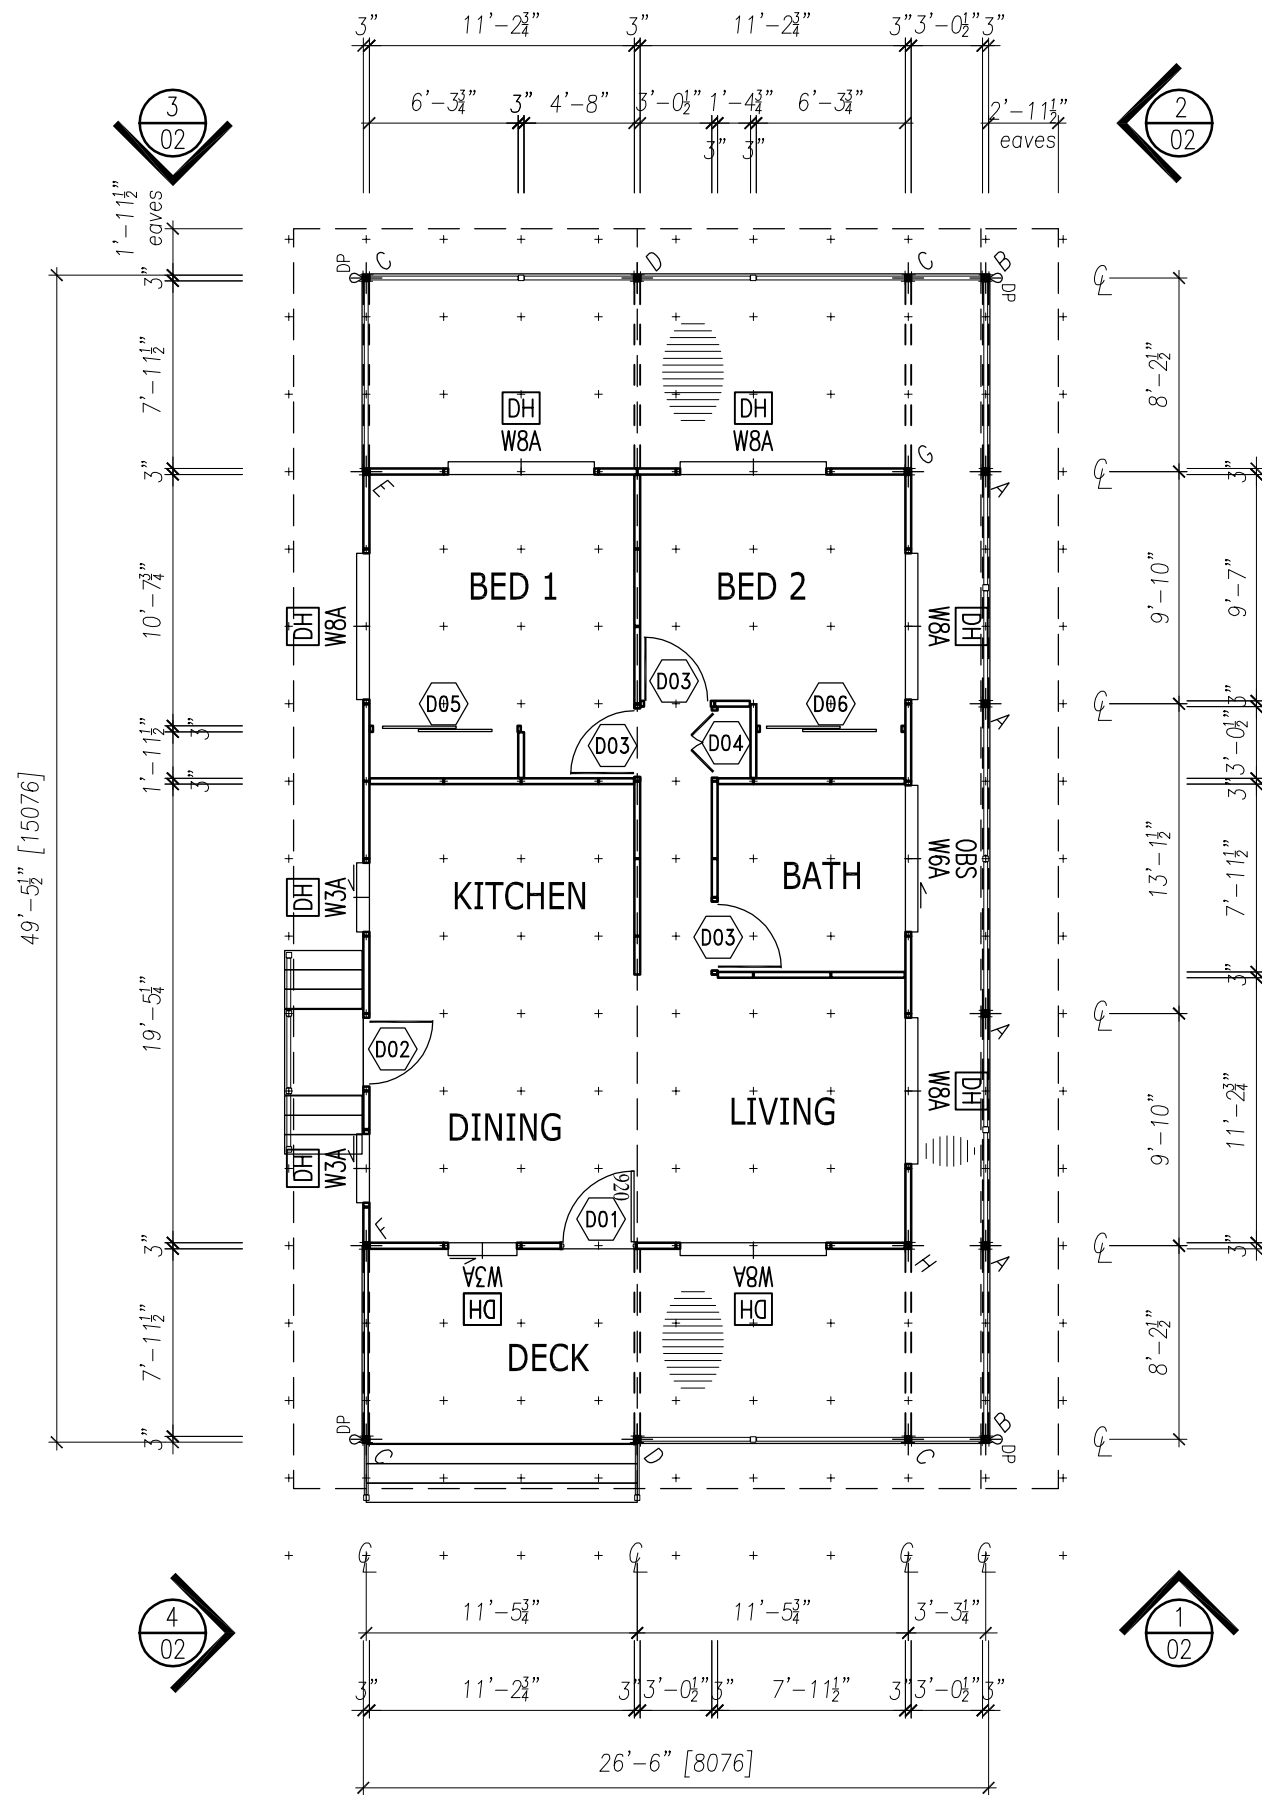 3” 11’-2¾” 3” 11’-2¾” 3” 3’-0½” 3”
6’-3¾” 3” 4’-8” 3’-0½” 1’-4¾” 6’-3¾” 2’-11½”
3” 3” eaves
3
02
2
02
1’-11½”
eaves
DP C D C B DP
3” ℄
7’-11½” 8’-2½”
DH DH
W8A W8A
3” E G A ℄ 3”
BED 1 BED 2
10’-7¾” 9’-10” 9’-7”
DH W8A W8A DH
D03
D05 D06
A ℄ 3”
3” D03 D04
1’-11½” 3’-0½”
3” 3”
49’-5½” [15076]
KITCHEN BATH
DH W3A W6A OBS
13’-1½” 7’-11½”
D03
3”
19’-5¼” A ℄
D02
W8A DH
DINING LIVING
9’-10” 11’-2¾”
DH W3A
920
D01
3” F H A ℄ 3”
W3A W8A
DH DH
7’-11½” DECK 8’-2½”
3” DP C D C B DP ℄
℄ ℄ ℄ ℄
11’-5¾” 11’-5¾” 3’-3¼”
4
02
1
02
3” 11’-2¾” 3” 3’-0½” 3” 7’-11½” 3” 3’-0½” 3”
26’-6” [8076]